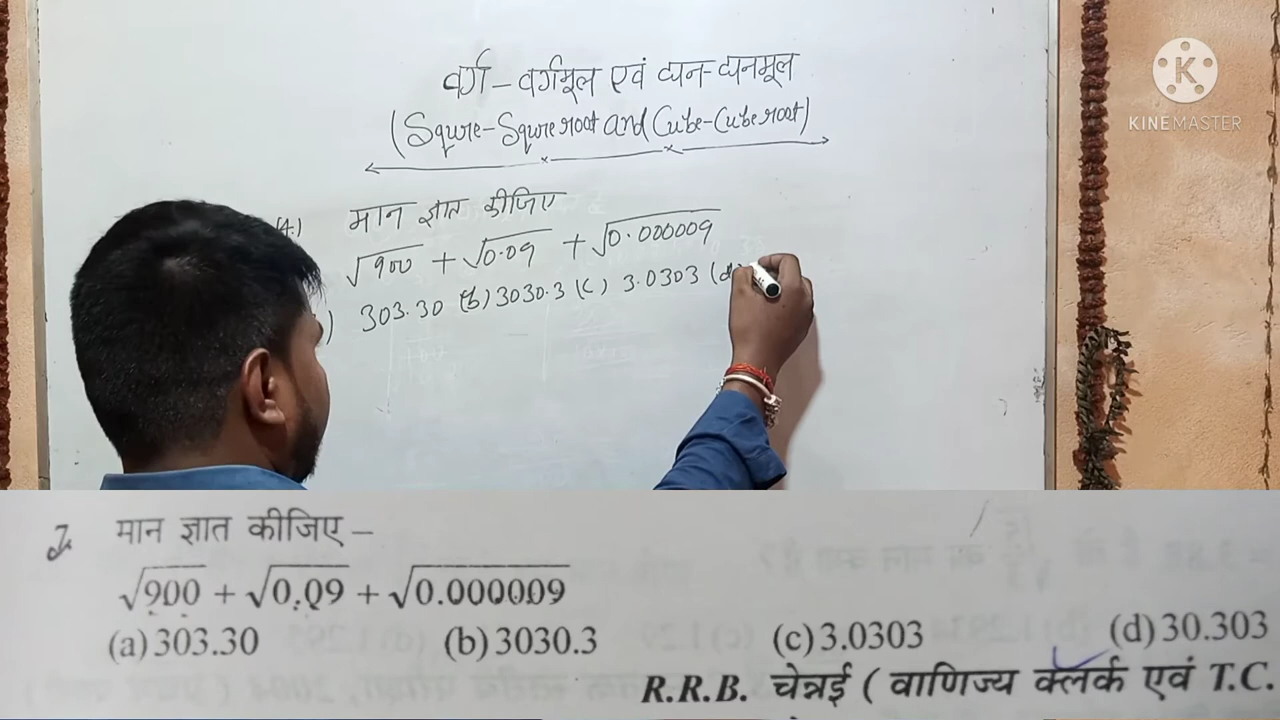 KINEMASTER
वर्ग – वर्गमूल एवं घन-घनमूल
(Squre-Squre root and Cube-Cube root)
(4.) मान ज्ञात कीजिए
√900 + √0.09 + √0.000009
) 303.30 (b) 3030.3 (c) 3.0303 (d)
मान ज्ञात कीजिए –
√900 + √0.09 + √0.000009
(a) 303.30 (b) 3030.3 (c) 3.0303 (d) 30.303
R.R.B. चेन्नई ( वाणिज्य क्लर्क एवं T.C.